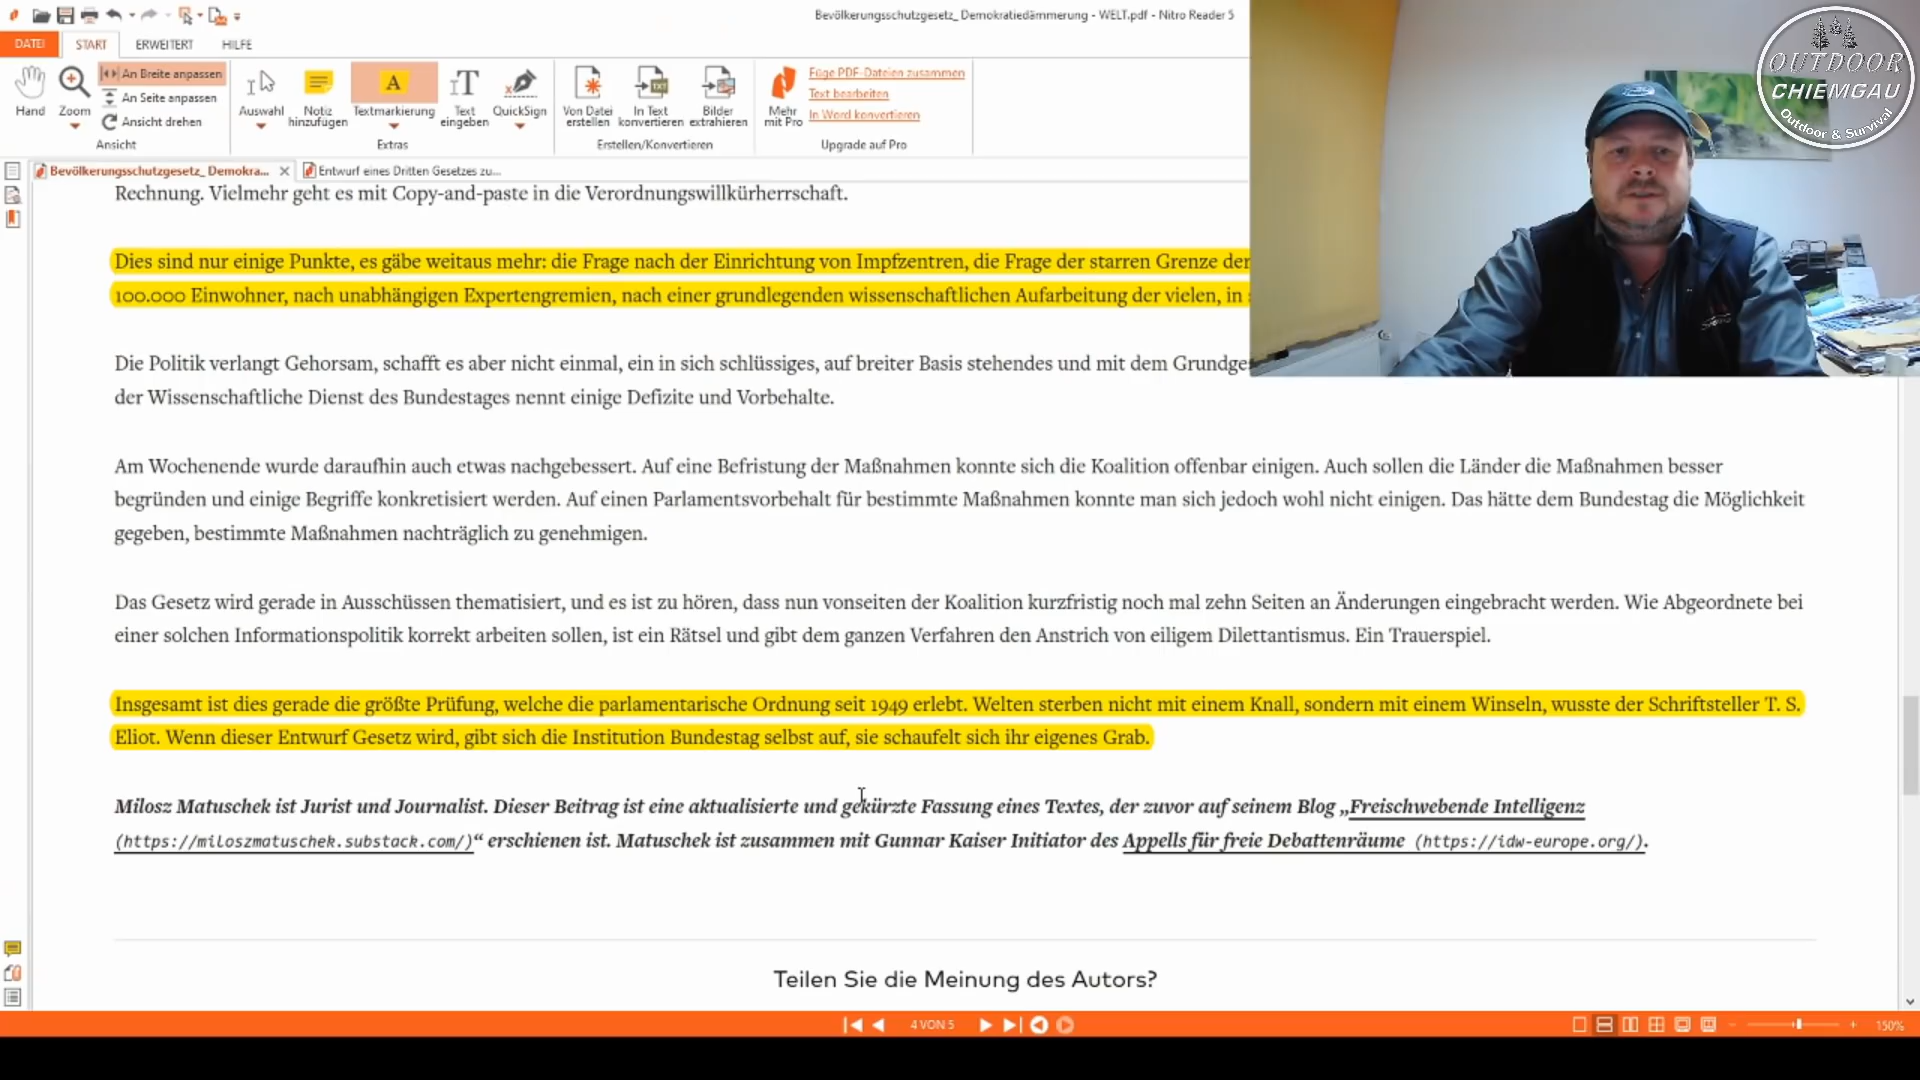 Bevölkerungsschutzgesetz_ Demokratiedämmerung - WELT.pdf - Nitro Reader 5
DATEI
START
ERWEITERT
HILFE
Hand
Zoom
An Breite anpassen
An Seite anpassen
Ansicht drehen
Ansicht
Auswahl
Notiz hinzufügen
Textmarkierung
Text eingeben
QuickSign
Extras
Von Datei erstellen
In Text konvertieren
Bilder extrahieren
Erstellen/Konvertieren
Mehr mit Pro
Füge PDF-Dateien zusammen
Text bearbeiten
In Word konvertieren
Upgrade auf Pro
OUTDOOR
CHIEMGAU
Outdoor & Survival
Bevölkerungsschutzgesetz_ Demokra...
Entwurf eines Dritten Gesetzes zu...
Rechnung. Vielmehr geht es mit Copy-and-paste in die Verordnungswillkürherrschaft.
Dies sind nur einige Punkte, es gäbe weitaus mehr: die Frage nach der Einrichtung von Impfzentren, die Frage der starren Grenze der
100.000 Einwohner, nach unabhängigen Expertengremien, nach einer grundlegenden wissenschaftlichen Aufarbeitung der vielen, in
Die Politik verlangt Gehorsam, schafft es aber nicht einmal, ein in sich schlüssiges, auf breiter Basis stehendes und mit dem Grundge
der Wissenschaftliche Dienst des Bundestages nennt einige Defizite und Vorbehalte.
Am Wochenende wurde daraufhin auch etwas nachgebessert. Auf eine Befristung der Maßnahmen konnte sich die Koalition offenbar einigen. Auch sollen die Länder die Maßnahmen besser
begründen und einige Begriffe konkretisiert werden. Auf einen Parlamentsvorbehalt für bestimmte Maßnahmen konnte man sich jedoch wohl nicht einigen. Das hätte dem Bundestag die Möglichkeit
gegeben, bestimmte Maßnahmen nachträglich zu genehmigen.
Das Gesetz wird gerade in Ausschüssen thematisiert, und es ist zu hören, dass nun vonseiten der Koalition kurzfristig noch mal zehn Seiten an Änderungen eingebracht werden. Wie Abgeordnete bei
einer solchen Informationspolitik korrekt arbeiten sollen, ist ein Rätsel und gibt dem ganzen Verfahren den Anstrich von eiligem Dilettantismus. Ein Trauerspiel.
Insgesamt ist dies gerade die größte Prüfung, welche die parlamentarische Ordnung seit 1949 erlebt. Welten sterben nicht mit einem Knall, sondern mit einem Winseln, wusste der Schriftsteller T. S.
Eliot. Wenn dieser Entwurf Gesetz wird, gibt sich die Institution Bundestag selbst auf, sie schaufelt sich ihr eigenes Grab.
Milosz Matuschek ist Jurist und Journalist. Dieser Beitrag ist eine aktualisierte und gekürzte Fassung eines Textes, der zuvor auf seinem Blog „Freischwebende Intelligenz
(https://miloszmatuschek.substack.com/)“ erschienen ist. Matuschek ist zusammen mit Gunnar Kaiser Initiator des Appells für freie Debattenräume (https://idw-europe.org/).
Teilen Sie die Meinung des Autors?
4 VON 5
150%